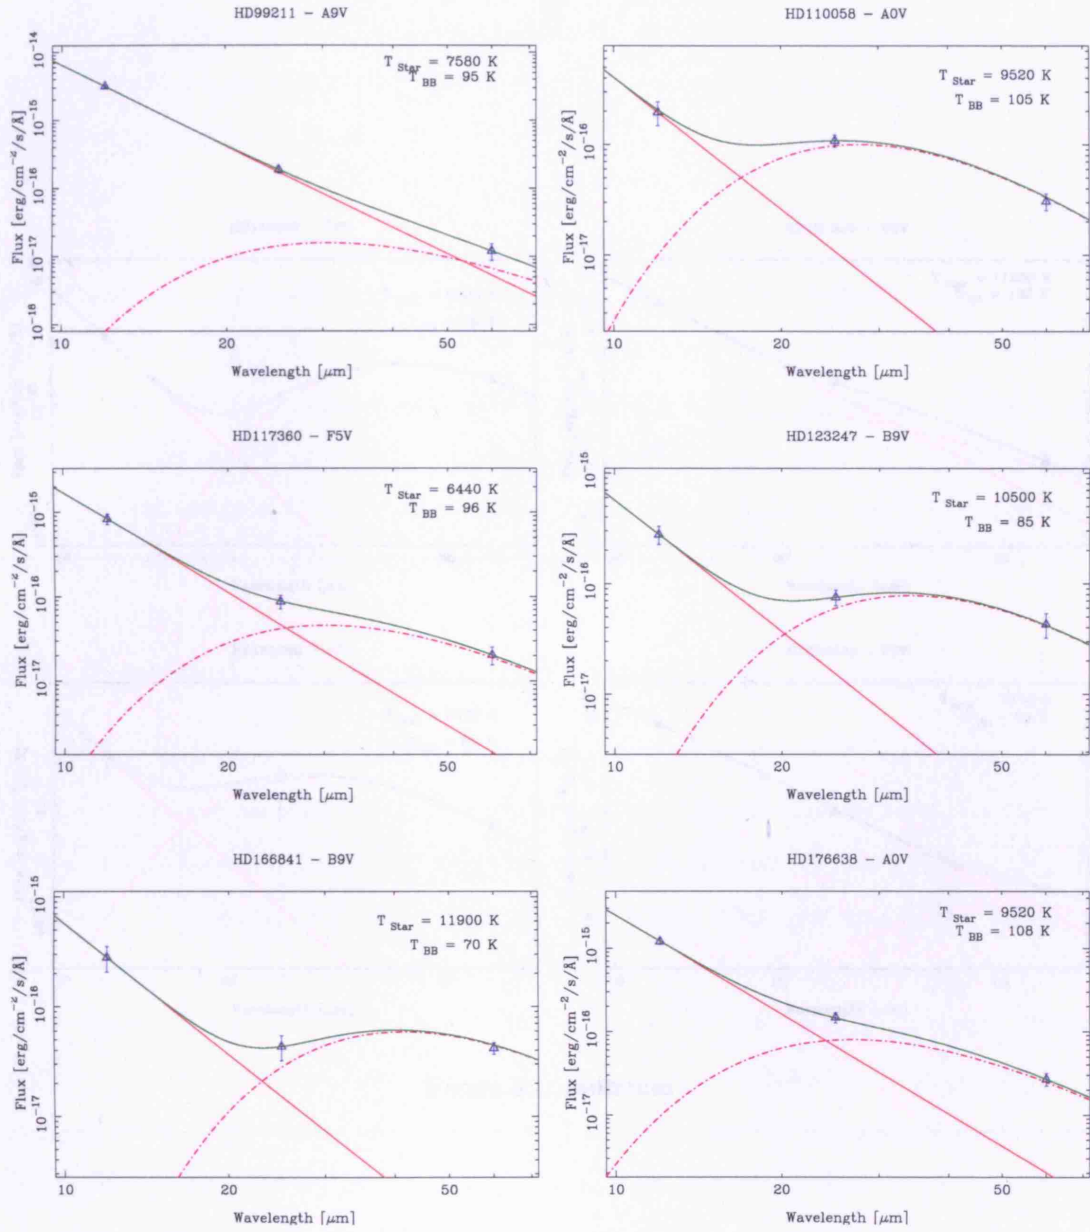 HD99211 - A9V
T Star = 7580 K
T BB = 95 K
Flux [erg/cm⁻²/s/Å]
10⁻¹⁴
10⁻¹⁵
10⁻¹⁶
10⁻¹⁷
10⁻¹⁸
10 20 50
Wavelength [μm]
HD110058 - A0V
T Star = 9520 K
T BB = 105 K
Flux [erg/cm⁻²/s/Å]
10⁻¹⁶
10⁻¹⁷
10 20 50
Wavelength [μm]
HD117360 - F5V
T Star = 6440 K
T BB = 96 K
Flux [erg/cm⁻²/s/Å]
10⁻¹⁵
10⁻¹⁶
10⁻¹⁷
10 20 50
Wavelength [μm]
HD123247 - B9V
T Star = 10500 K
T BB = 85 K
Flux [erg/cm⁻²/s/Å]
10⁻¹⁵
10⁻¹⁶
10⁻¹⁷
10 20 50
Wavelength [μm]
HD166841 - B9V
T Star = 11900 K
T BB = 70 K
Flux [erg/cm⁻²/s/Å]
10⁻¹⁵
10⁻¹⁶
10⁻¹⁷
10 20 50
Wavelength [μm]
HD176638 - A0V
T Star = 9520 K
T BB = 108 K
Flux [erg/cm⁻²/s/Å]
10⁻¹⁵
10⁻¹⁶
10⁻¹⁷
10 20 50
Wavelength [μm]